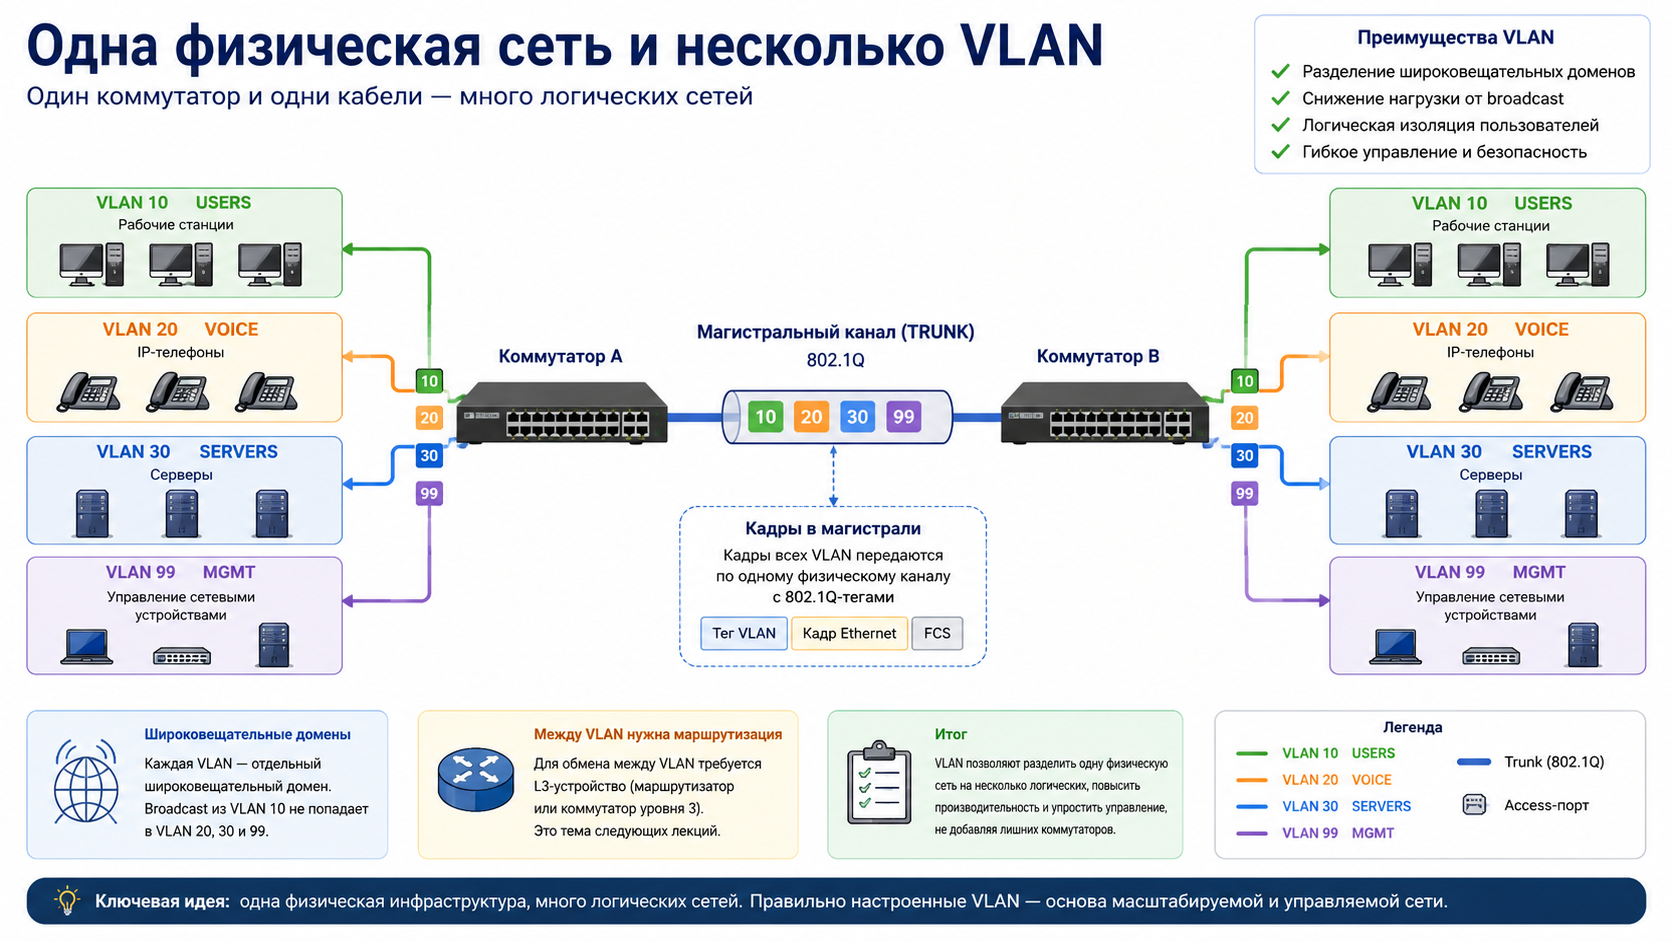 Одна физическая сеть и несколько VLAN
Один коммутатор и одни кабели — много логических сетей
Преимущества VLAN
Разделение широковещательных доменов
Снижение нагрузки от broadcast
Логическая изоляция пользователей
Гибкое управление и безопасность
VLAN 10 USERS
Рабочие станции
VLAN 20 VOICE
IP-телефоны
VLAN 30 SERVERS
Серверы
VLAN 99 MGMT
Управление сетевыми
устройствами
10
20
30
99
Коммутатор A
Магистральный канал (TRUNK)
802.1Q
10 20 30 99
Коммутатор B
Кадры в магистрали
Кадры всех VLAN передаются
по одному физическому каналу
с 802.1Q-тегами
Тег VLAN Кадр Ethernet FCS
10
20
30
99
VLAN 10 USERS
Рабочие станции
VLAN 20 VOICE
IP-телефоны
VLAN 30 SERVERS
Серверы
VLAN 99 MGMT
Управление сетевыми
устройствами
Широковещательные домены
Каждая VLAN — отдельный
широковещательный домен.
Broadcast из VLAN 10 не попадает
в VLAN 20, 30 и 99.
Между VLAN нужна маршрутизация
Для обмена между VLAN требуется
L3-устройство (маршрутизатор
или коммутатор уровня 3).
Это тема следующих лекций.
Итог
VLAN позволяют разделить одну физическую
сеть на несколько логических, повысить
производительность и упростить управление,
не добавляя лишних коммутаторов.
Легенда
VLAN 10 USERS
VLAN 20 VOICE
VLAN 30 SERVERS
VLAN 99 MGMT
Trunk (802.1Q)
Access-порт
Ключевая идея: одна физическая инфраструктура, много логических сетей. Правильно настроенные VLAN — основа масштабируемой и управляемой сети.